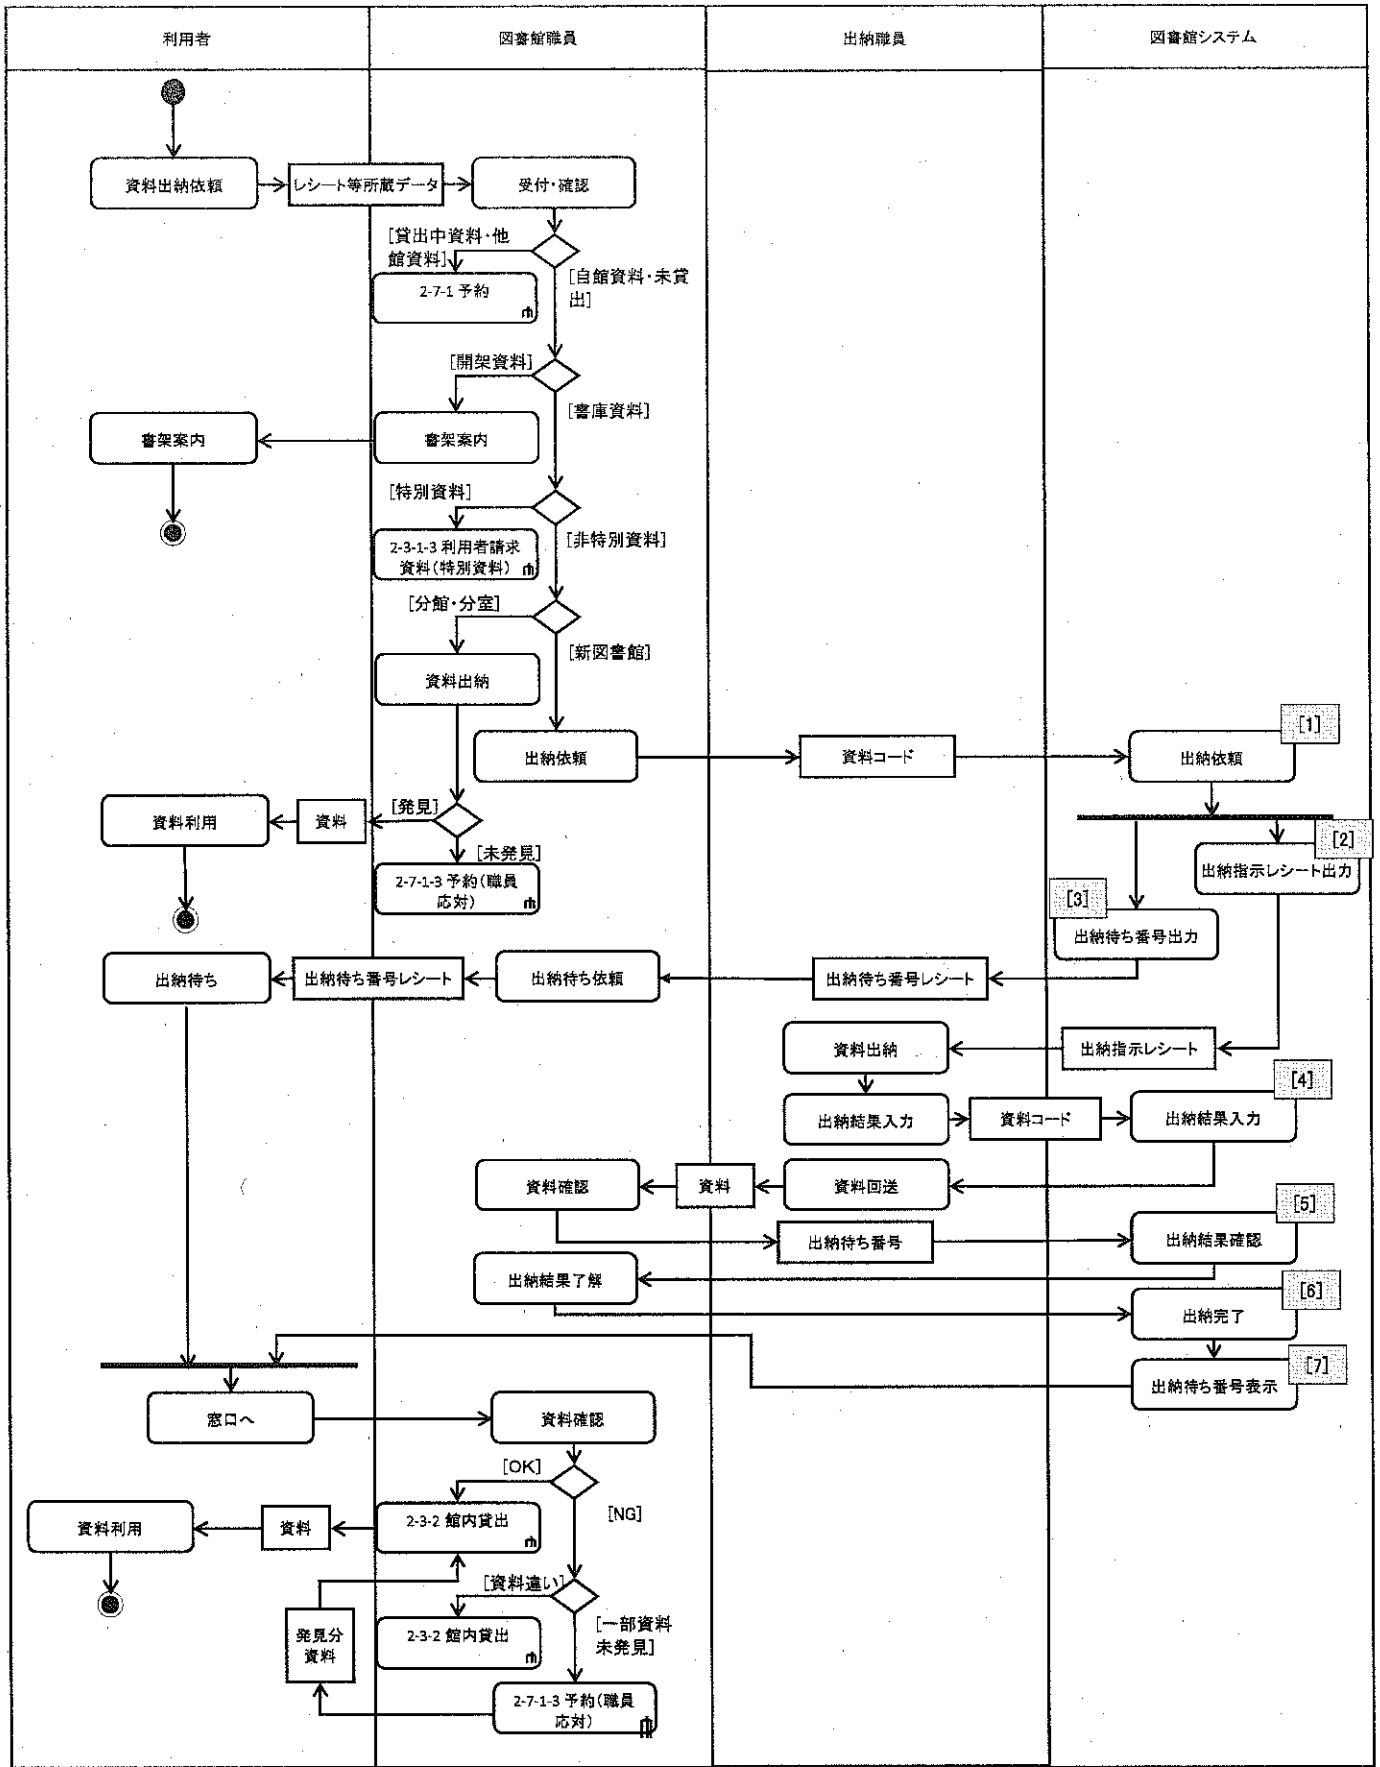 利用者
図書館職員
出納職員
図書館システム
資料出納依頼
レシート等所蔵データ
受付・確認
[貸出中資料・他
館資料]
[自館資料・未貸
出]
2-7-1 予約
[開架資料]
[書庫資料]
書架案内
書架案内
[特別資料]
[非特別資料]
2-3-1-3 利用者請求
資料(特別資料)
[分館・分室]
[新図書館]
資料出納
[1]
出納依頼
資料コード
出納依頼
資料利用
資料
[発見]
[未発見]
[2]
出納指示レシート出力
2-7-1-3 予約(職員
応対)
[3]
出納待ち番号出力
出納待ち
出納待ち番号レシート
出納待ち依頼
出納待ち番号レシート
資料出納
出納指示レシート
[4]
出納結果入力
資料コード
出納結果入力
資料確認
資料
資料回送
[5]
出納待ち番号
出納結果確認
出納結果了解
[6]
出納完了
[7]
出納待ち番号表示
窓口へ
資料確認
[OK]
[NG]
資料利用
資料
2-3-2 館内貸出
[資料違い]
[一部資料
未発見]
発見分
資料
2-3-2 館内貸出
2-7-1-3 予約(職員
応対)